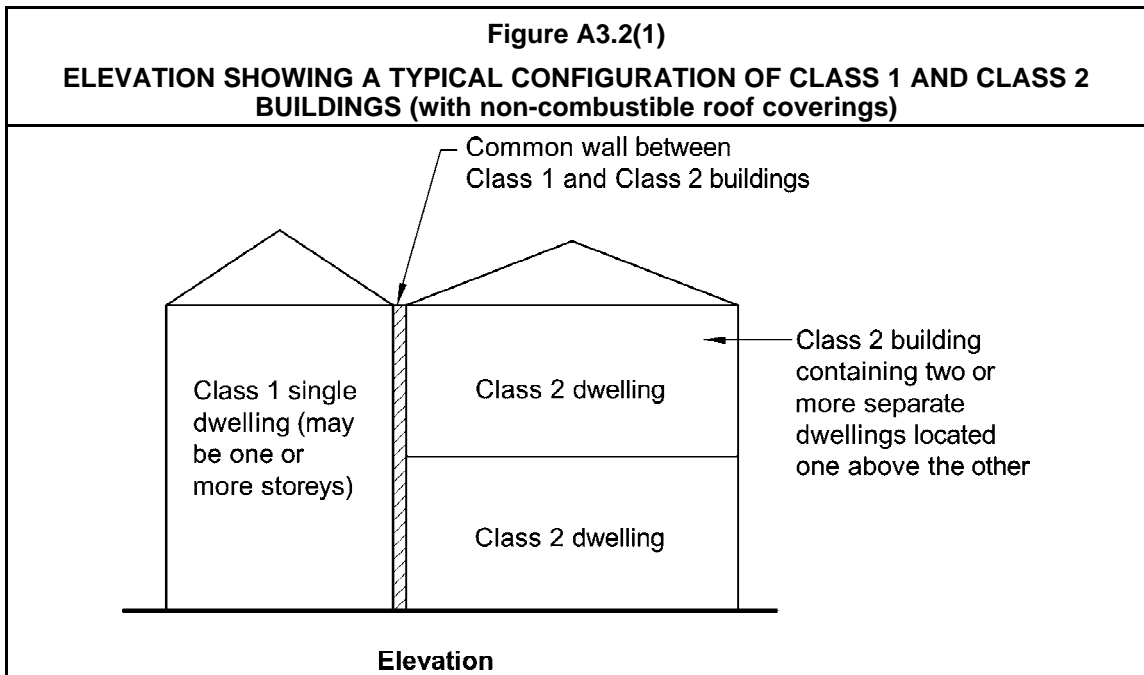 Figure A3.2(1)
ELEVATION SHOWING A TYPICAL CONFIGURATION OF CLASS 1 AND CLASS 2
BUILDINGS (with non-combustible roof coverings)
Common wall between
Class 1 and Class 2 buildings
Class 1 single
dwelling (may
be one or
more storeys)
Class 2 dwelling
Class 2 dwelling
Class 2 building
containing two or
more separate
dwellings located
one above the other
Elevation